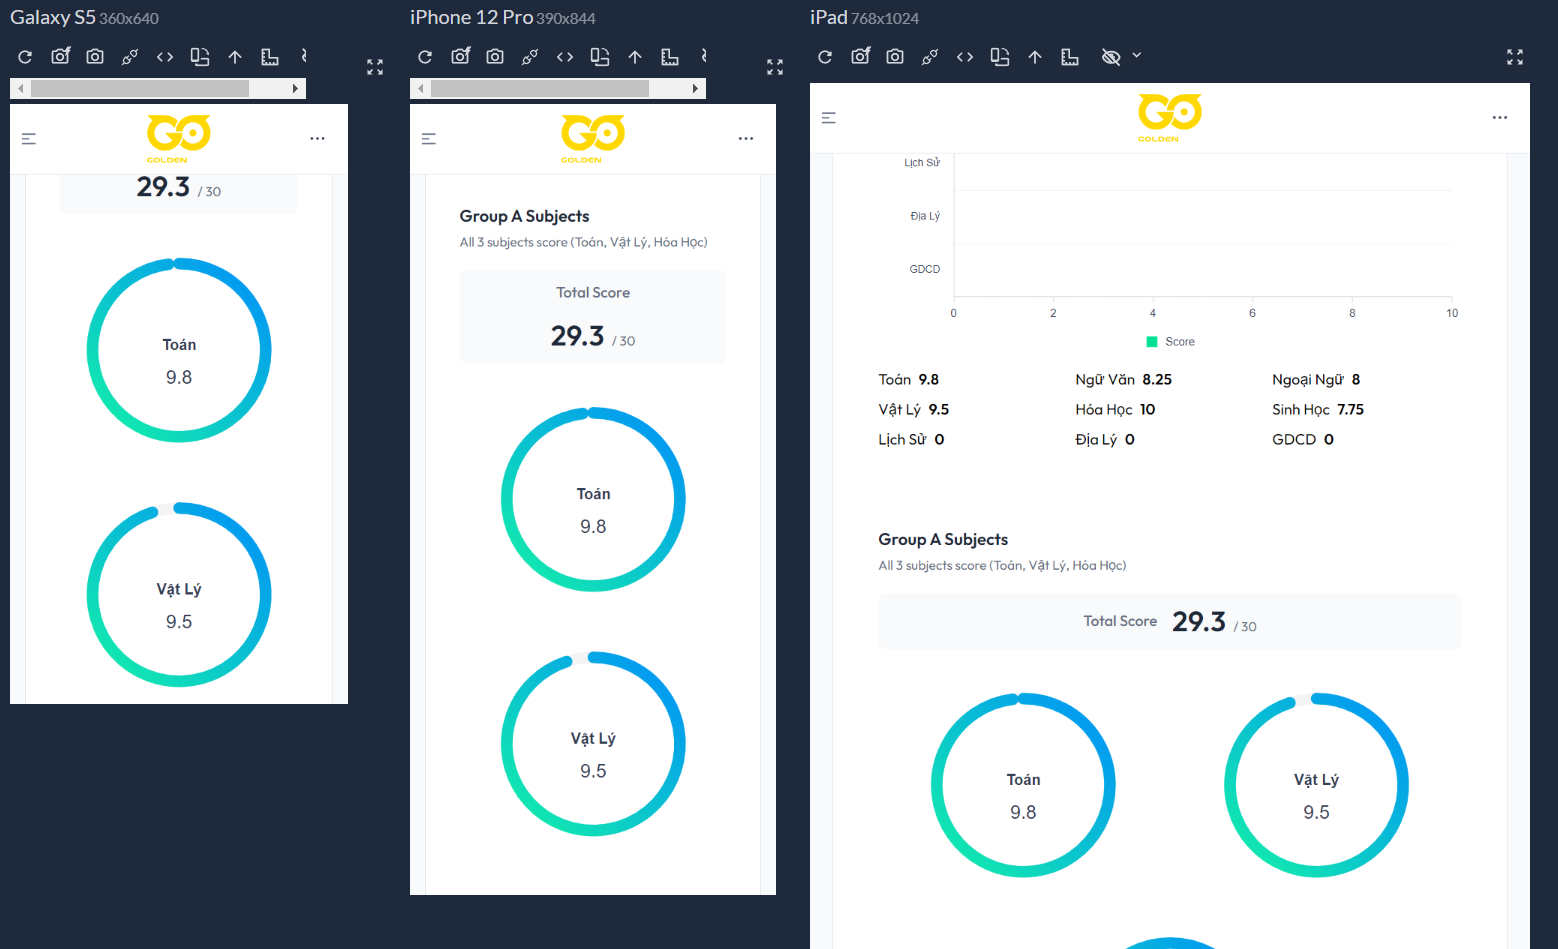 Galaxy S5 360x640
GOLDEN
29.3 / 30
Toán
9.8
Vật Lý
9.5
iPhone 12 Pro 390x844
GOLDEN
Group A Subjects
All 3 subjects score (Toán, Vật Lý, Hóa Học)
Total Score
29.3 / 30
Toán
9.8
Vật Lý
9.5
iPad 768x1024
GOLDEN
Lịch Sử
Địa Lý
GDCD
0 2 4 6 8 10
Score
Toán 9.8 Ngữ Văn 8.25 Ngoại Ngữ 8
Vật Lý 9.5 Hóa Học 10 Sinh Học 7.75
Lịch Sử 0 Địa Lý 0 GDCD 0
Group A Subjects
All 3 subjects score (Toán, Vật Lý, Hóa Học)
Total Score 29.3 / 30
Toán Vật Lý
9.8 9.5